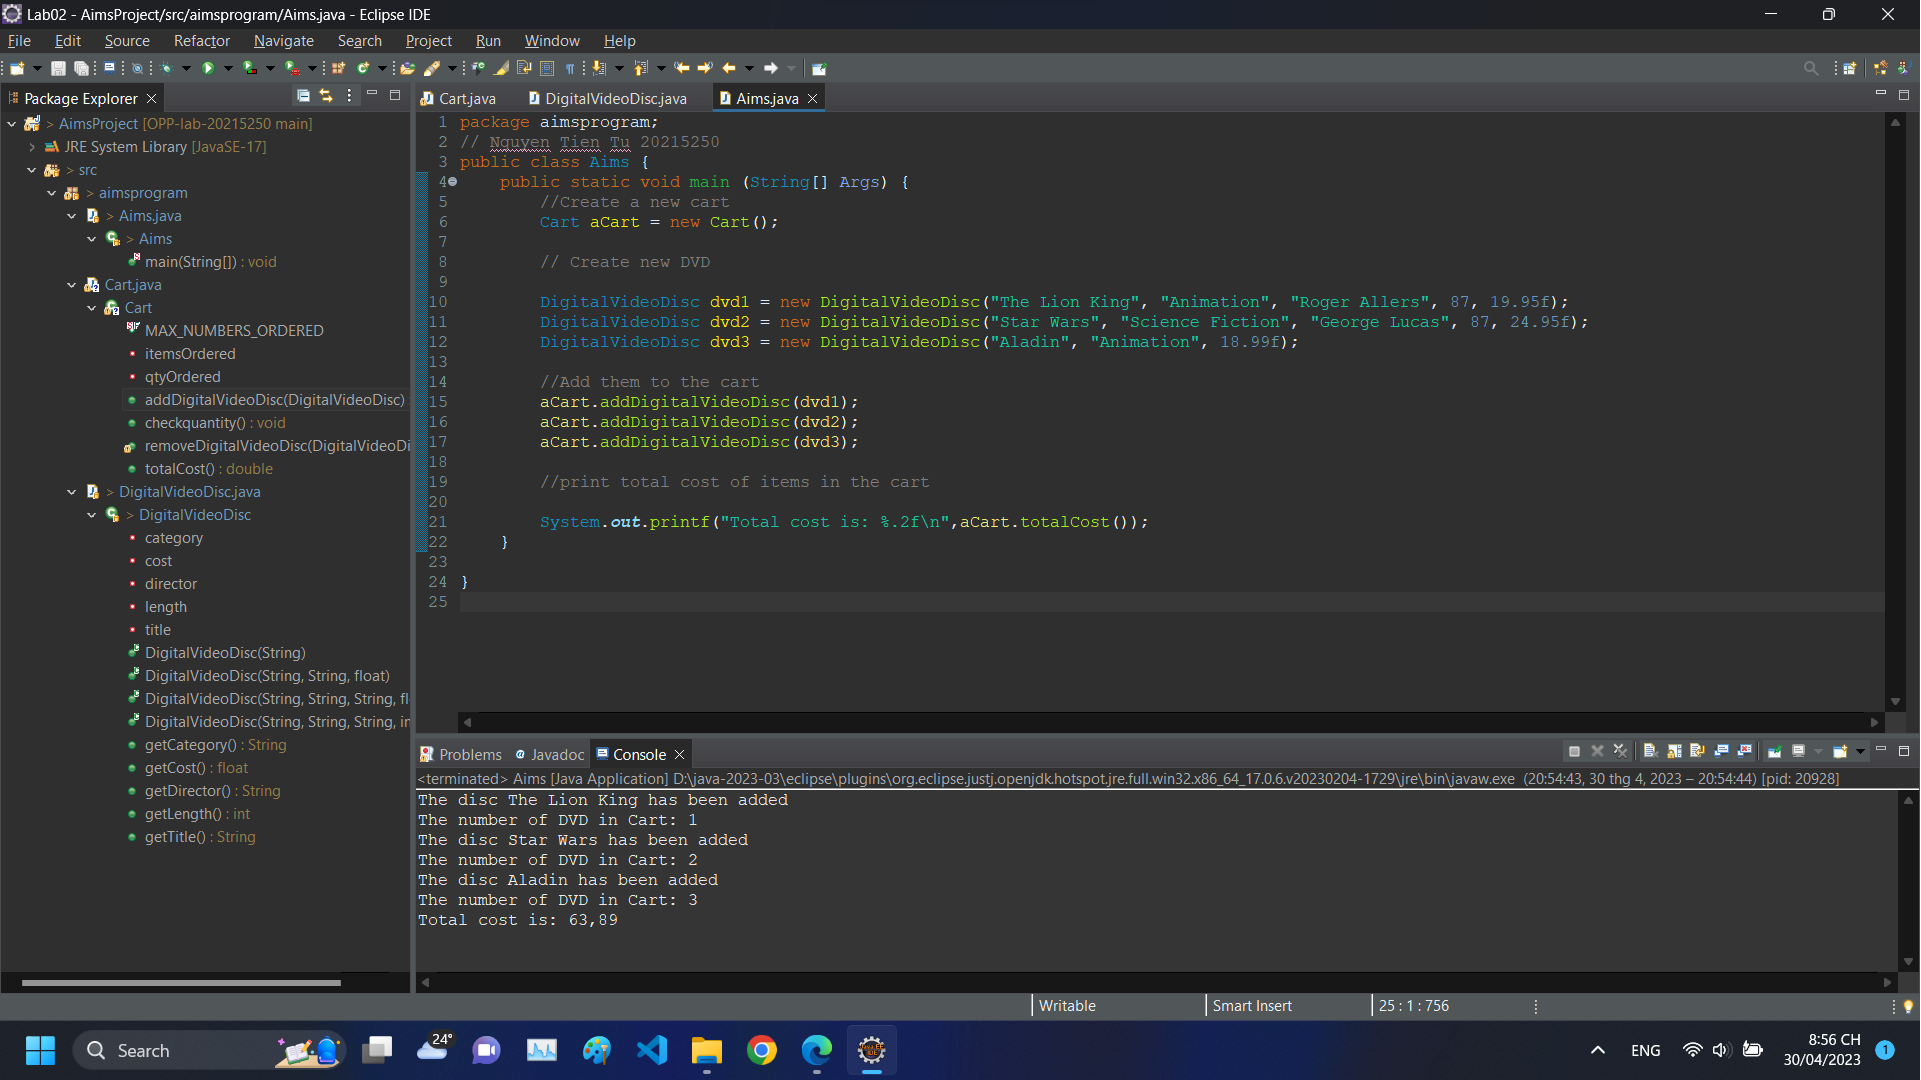 Lab02 - AimsProject/src/aimsprogram/Aims.java - Eclipse IDE
File Edit Source Refactor Navigate Search Project Run Window Help
Package Explorer
> AimsProject [OPP-lab-20215250 main]
JRE System Library [JavaSE-17]
> src
> aimsprogram
> Aims.java
> Aims
main(String[]) : void
Cart.java
Cart
MAX_NUMBERS_ORDERED
itemsOrdered
qtyOrdered
addDigitalVideoDisc(DigitalVideoDisc)
checkquantity() : void
removeDigitalVideoDisc(DigitalVideoDi
totalCost() : double
> DigitalVideoDisc.java
> DigitalVideoDisc
category
cost
director
length
title
DigitalVideoDisc(String)
DigitalVideoDisc(String, String, float)
DigitalVideoDisc(String, String, String, fl
DigitalVideoDisc(String, String, String, in
getCategory() : String
getCost() : float
getDirector() : String
getLength() : int
getTitle() : String
Cart.java DigitalVideoDisc.java Aims.java
1 package aimsprogram;
2 // Nguyen Tien Tu 20215250
3 public class Aims {
4 public static void main (String[] Args) {
5 //Create a new cart
6 Cart aCart = new Cart();
7
8 // Create new DVD
9
10 DigitalVideoDisc dvd1 = new DigitalVideoDisc("The Lion King", "Animation", "Roger Allers", 87, 19.95f);
11 DigitalVideoDisc dvd2 = new DigitalVideoDisc("Star Wars", "Science Fiction", "George Lucas", 87, 24.95f);
12 DigitalVideoDisc dvd3 = new DigitalVideoDisc("Aladin", "Animation", 18.99f);
13
14 //Add them to the cart
15 aCart.addDigitalVideoDisc(dvd1);
16 aCart.addDigitalVideoDisc(dvd2);
17 aCart.addDigitalVideoDisc(dvd3);
18
19 //print total cost of items in the cart
20
21 System.out.printf("Total cost is: %.2f\n",aCart.totalCost());
22 }
23
24 }
25
Problems Javadoc Console
<terminated> Aims [Java Application] D:\java-2023-03\eclipse\plugins\org.eclipse.justj.openjdk.hotspot.jre.full.win32.x86_64_17.0.6.v20230204-1729\jre\bin\javaw.exe (20:54:43, 30 thg 4, 2023 – 20:54:44) [pid: 20928]
The disc The Lion King has been added
The number of DVD in Cart: 1
The disc Star Wars has been added
The number of DVD in Cart: 2
The disc Aladin has been added
The number of DVD in Cart: 3
Total cost is: 63,89
Writable Smart Insert 25 : 1 : 756
Search
24°
ENG
8:56 CH
30/04/2023
1